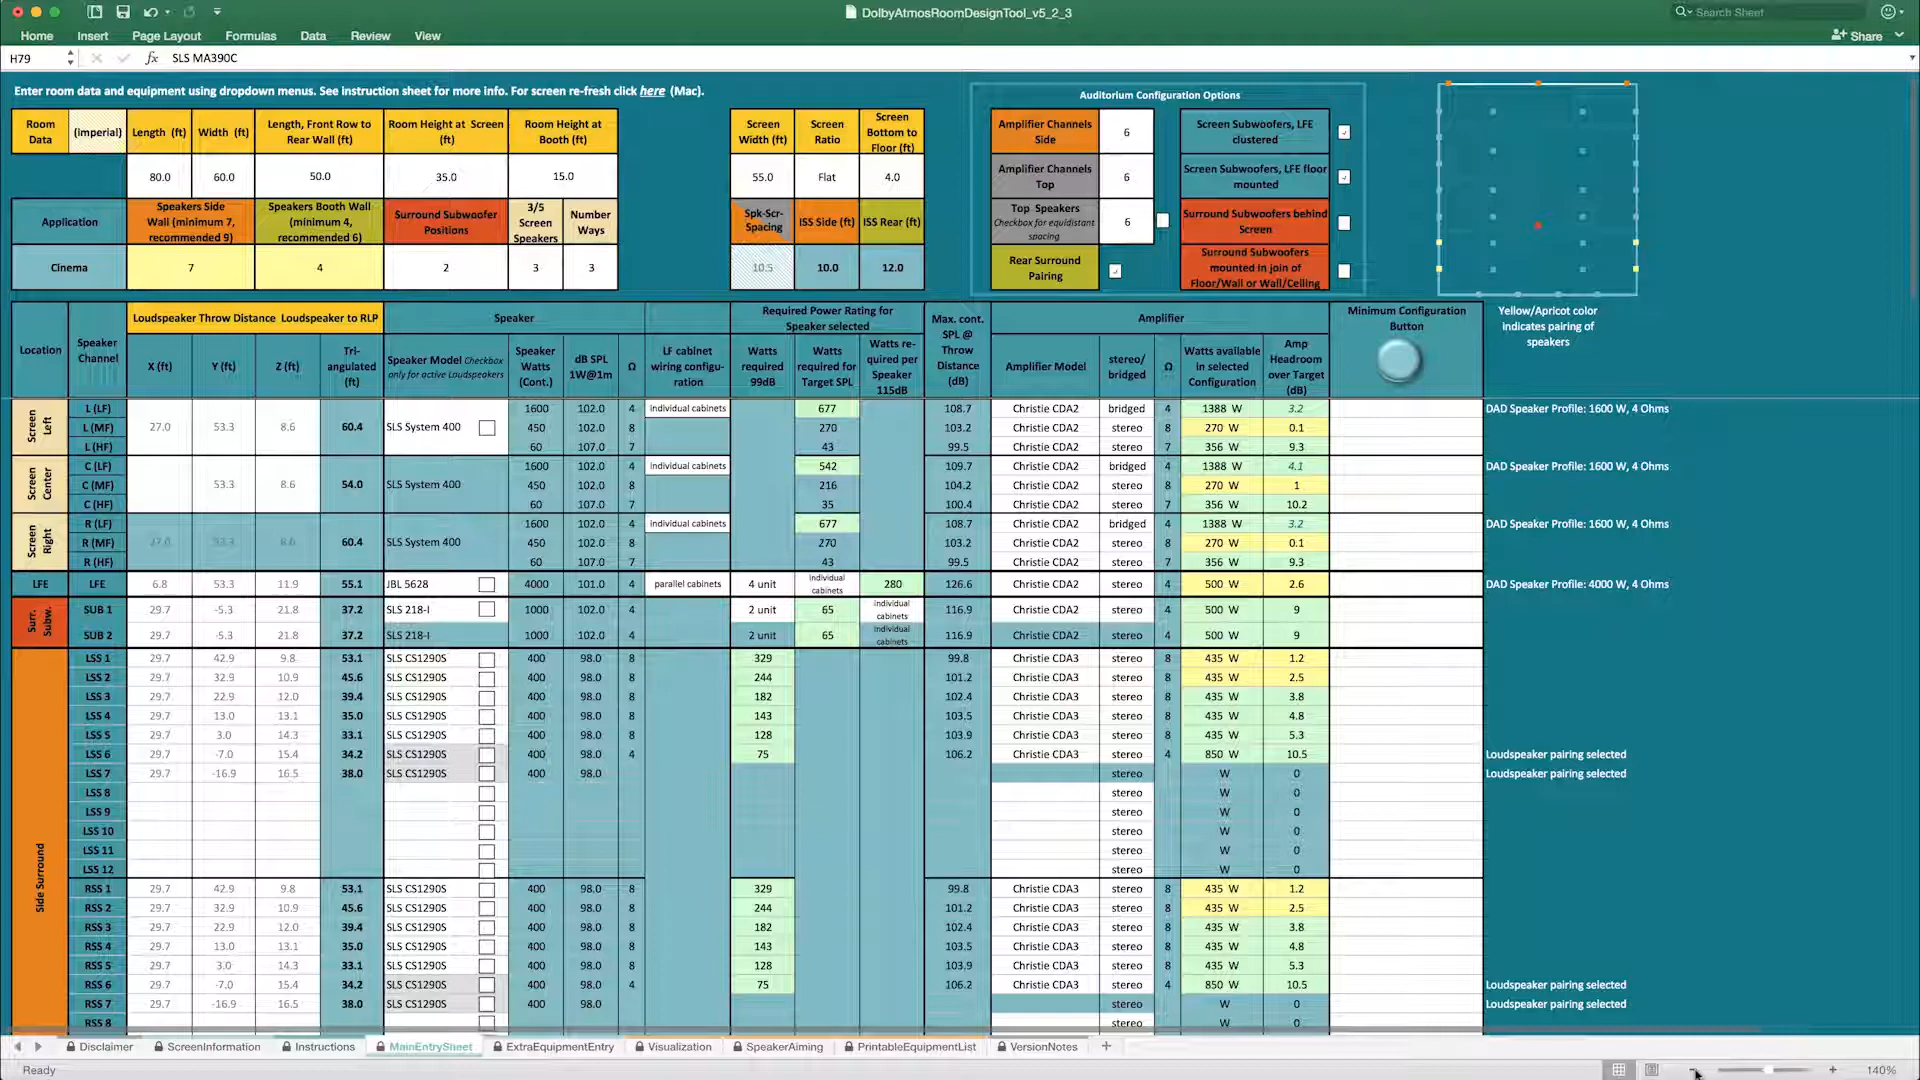 DolbyAtmosRoomDesignTool_v5_2_3
Search Sheet
Home Insert Page Layout Formulas Data Review View
Share
H79 fx SLS MA390C
Enter room data and equipment using dropdown menus. See instruction sheet for more info. For screen re-fresh click here (Mac).
Auditorium Configuration Options
Room Data (imperial) Length (ft) Width (ft) Length, Front Row to Rear Wall (ft) Room Height at Screen (ft) Room Height at Booth (ft) Screen Width (ft) Screen Ratio Screen Bottom to Floor (ft) Amplifier Channels Side 6 Screen Subwoofers, LFE clustered
80.0 60.0 50.0 35.0 15.0 55.0 Flat 4.0 Amplifier Channels Top 6 Screen Subwoofers, LFE floor mounted
Application Speakers Side Wall (minimum 7, recommended 9) Speakers Booth Wall (minimum 4, recommended 6) Surround Subwoofer Positions 3/5 Screen Speakers Number Ways Spk-Scr-Spacing ISS Side (ft) ISS Rear (ft) Top Speakers Checkbox for equidistant spacing 6 Surround Subwoofers behind Screen
Cinema 7 4 2 3 3 10.5 10.0 12.0 Rear Surround Pairing Surround Subwoofers mounted in join of Floor/Wall or Wall/Ceiling
Yellow/Apricot color indicates pairing of speakers
Location Speaker Channel Loudspeaker Throw Distance Loudspeaker to RLP Speaker Required Power Rating for Speaker selected Max. cont. SPL @ Throw Distance (dB) Amplifier Minimum Configuration Button
X (ft) Y (ft) Z (ft) Tri-angulated (ft) Speaker Model Checkbox only for active Loudspeakers Speaker Watts (Cont.) dB SPL 1W@1m Ω LF cabinet wiring configu-ration Watts required 99dB Watts required for Target SPL Watts re-quired per Speaker 115dB Amplifier Model stereo/bridged Ω Watts available in selected Configuration Amp Headroom over Target (dB)
Screen Left
L (LF) 1600 102.0 4 individual cabinets 677 108.7 Christie CDA2 bridged 4 1388 W 3.2 DAD Speaker Profile: 1600 W, 4 Ohms
L (MF) 27.0 53.3 8.6 60.4 SLS System 400 450 102.0 8 270 103.2 Christie CDA2 stereo 8 270 W 0.1
L (HF) 60 107.0 7 43 99.5 Christie CDA2 stereo 7 356 W 9.3
Screen Center
C (LF) 1600 102.0 4 individual cabinets 542 109.7 Christie CDA2 bridged 4 1388 W 4.1 DAD Speaker Profile: 1600 W, 4 Ohms
C (MF) 53.3 8.6 54.0 SLS System 400 450 102.0 8 216 104.2 Christie CDA2 stereo 8 270 W 1
C (HF) 60 107.0 7 35 100.4 Christie CDA2 stereo 7 356 W 10.2
Screen Right
R (LF) 1600 102.0 4 individual cabinets 677 108.7 Christie CDA2 bridged 4 1388 W 3.2 DAD Speaker Profile: 1600 W, 4 Ohms
R (MF) 27.0 53.3 8.6 60.4 SLS System 400 450 102.0 8 270 103.2 Christie CDA2 stereo 8 270 W 0.1
R (HF) 60 107.0 7 43 99.5 Christie CDA2 stereo 7 356 W 9.3
LFE LFE 6.8 53.3 11.9 55.1 JBL 5628 4000 101.0 4 parallel cabinets 4 unit individual cabinets 280 126.6 Christie CDA2 stereo 4 500 W 2.6 DAD Speaker Profile: 4000 W, 4 Ohms
Surr. Subw.
SUB 1 29.7 -5.3 21.8 37.2 SLS 218-I 1000 102.0 4 2 unit 65 individual cabinets 116.9 Christie CDA2 stereo 4 500 W 9
SUB 2 29.7 -5.3 21.8 37.2 SLS 218-I 1000 102.0 4 2 unit 65 individual cabinets 116.9 Christie CDA2 stereo 4 500 W 9
Side Surround
LSS 1 29.7 42.9 9.8 53.1 SLS CS1290S 400 98.0 8 329 99.8 Christie CDA3 stereo 8 435 W 1.2
LSS 2 29.7 32.9 10.9 45.6 SLS CS1290S 400 98.0 8 244 101.2 Christie CDA3 stereo 8 435 W 2.5
LSS 3 29.7 22.9 12.0 39.4 SLS CS1290S 400 98.0 8 182 102.4 Christie CDA3 stereo 8 435 W 3.8
LSS 4 29.7 13.0 13.1 35.0 SLS CS1290S 400 98.0 8 143 103.5 Christie CDA3 stereo 8 435 W 4.8
LSS 5 29.7 3.0 14.3 33.1 SLS CS1290S 400 98.0 8 128 103.9 Christie CDA3 stereo 8 435 W 5.3
LSS 6 29.7 -7.0 15.4 34.2 SLS CS1290S 400 98.0 4 75 106.2 Christie CDA3 stereo 4 850 W 10.5 Loudspeaker pairing selected
LSS 7 29.7 -16.9 16.5 38.0 SLS CS1290S 400 98.0 stereo W 0 Loudspeaker pairing selected
LSS 8 stereo W 0
LSS 9 stereo W 0
LSS 10 stereo W 0
LSS 11 stereo W 0
LSS 12 stereo W 0
RSS 1 29.7 42.9 9.8 53.1 SLS CS1290S 400 98.0 8 329 99.8 Christie CDA3 stereo 8 435 W 1.2
RSS 2 29.7 32.9 10.9 45.6 SLS CS1290S 400 98.0 8 244 101.2 Christie CDA3 stereo 8 435 W 2.5
RSS 3 29.7 22.9 12.0 39.4 SLS CS1290S 400 98.0 8 182 102.4 Christie CDA3 stereo 8 435 W 3.8
RSS 4 29.7 13.0 13.1 35.0 SLS CS1290S 400 98.0 8 143 103.5 Christie CDA3 stereo 8 435 W 4.8
RSS 5 29.7 3.0 14.3 33.1 SLS CS1290S 400 98.0 8 128 103.9 Christie CDA3 stereo 8 435 W 5.3
RSS 6 29.7 -7.0 15.4 34.2 SLS CS1290S 400 98.0 4 75 106.2 Christie CDA3 stereo 4 850 W 10.5 Loudspeaker pairing selected
RSS 7 29.7 -16.9 16.5 38.0 SLS CS1290S 400 98.0 stereo W 0 Loudspeaker pairing selected
RSS 8 stereo W 0
Disclaimer ScreenInformation Instructions MainEntrySheet ExtraEquipmentEntry Visualization SpeakerAiming PrintableEquipmentList VersionNotes +
Ready 140%